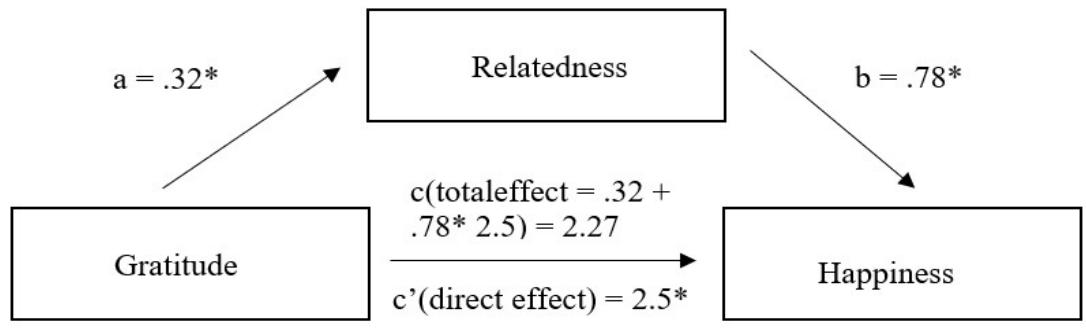 Relatedness
a = .32*
b = .78*
c(totaleffect = .32 +
.78* 2.5) = 2.27
Gratitude
Happiness
c’(direct effect) = 2.5*